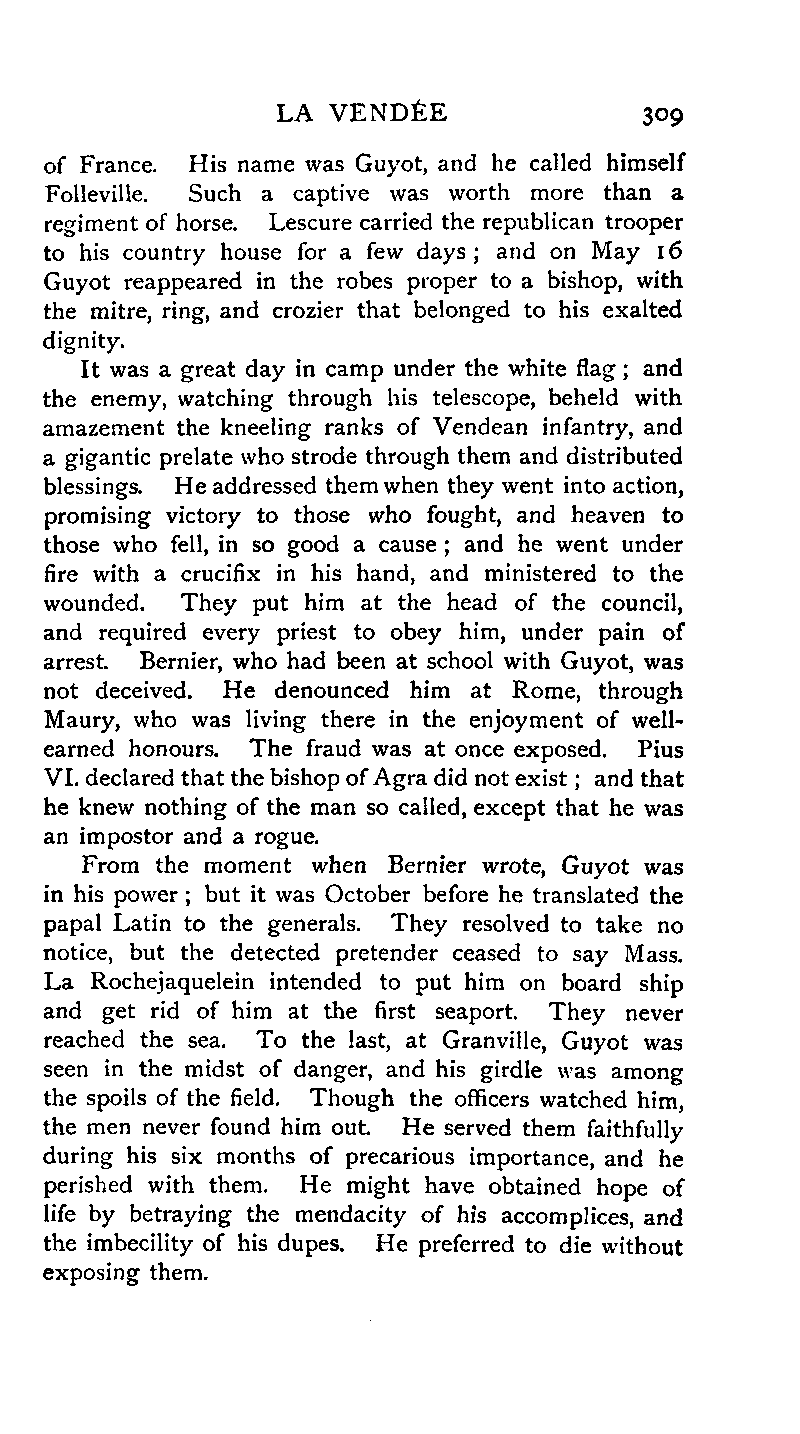 LA VENDÉE 309
of France. His name was Guyot, and he called himself
Folleville. Such a captive was worth more than a
regiment of horse. Lescure carried the republican trooper
to his country house for a few days ; and on May 16
Guyot reappeared in the robes proper to a bishop, with
the mitre, ring, and crozier that belonged to his exalted
dignity.
It was a great day in camp under the white flag ; and
the enemy, watching through his telescope, beheld with
amazement the kneeling ranks of Vendean infantry, and
a gigantic prelate who strode through them and distributed
blessings. He addressed them when they went into action,
promising victory to those who fought, and heaven to
those who fell, in so good a cause ; and he went under
fire with a crucifix in his hand, and ministered to the
wounded. They put him at the head of the council,
and required every priest to obey him, under pain of
arrest. Bernier, who had been at school with Guyot, was
not deceived. He denounced him at Rome, through
Maury, who was living there in the enjoyment of well-
earned honours. The fraud was at once exposed. Pius
VI. declared that the bishop of Agra did not exist ; and that
he knew nothing of the man so called, except that he was
an impostor and a rogue.
From the moment when Bernier wrote, Guyot was
in his power ; but it was October before he translated the
papal Latin to the generals. They resolved to take no
notice, but the detected pretender ceased to say Mass.
La Rochejaquelein intended to put him on board ship
and get rid of him at the first seaport. They never
reached the sea. To the last, at Granville, Guyot was
seen in the midst of danger, and his girdle was among
the spoils of the field. Though the officers watched him,
the men never found him out. He served them faithfully
during his six months of precarious importance, and he
perished with them. He might have obtained hope of
life by betraying the mendacity of his accomplices, and
the imbecility of his dupes. He preferred to die without
exposing them.